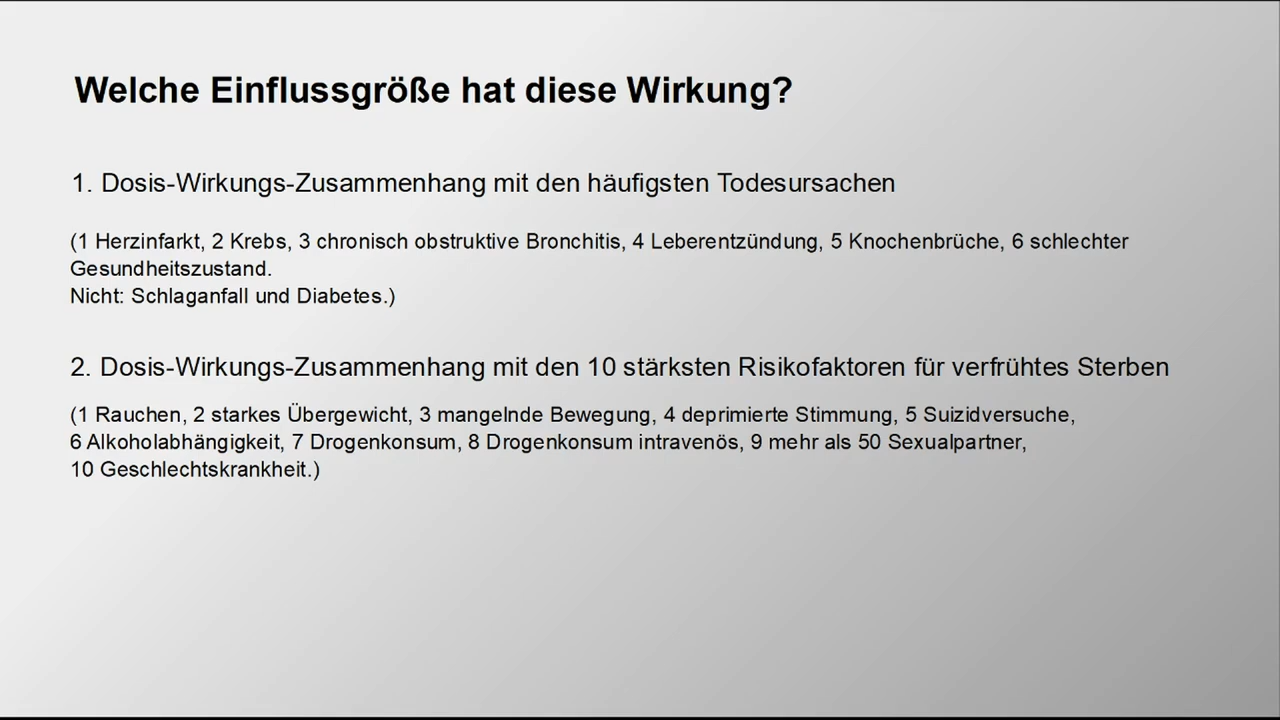 Welche Einflussgröße hat diese Wirkung?
1. Dosis-Wirkungs-Zusammenhang mit den häufigsten Todesursachen
(1 Herzinfarkt, 2 Krebs, 3 chronisch obstruktive Bronchitis, 4 Leberentzündung, 5 Knochenbrüche, 6 schlechter
Gesundheitszustand.
Nicht: Schlaganfall und Diabetes.)
2. Dosis-Wirkungs-Zusammenhang mit den 10 stärksten Risikofaktoren für verfrühtes Sterben
(1 Rauchen, 2 starkes Übergewicht, 3 mangelnde Bewegung, 4 deprimierte Stimmung, 5 Suizidversuche,
6 Alkoholabhängigkeit, 7 Drogenkonsum, 8 Drogenkonsum intravenös, 9 mehr als 50 Sexualpartner,
10 Geschlechtskrankheit.)